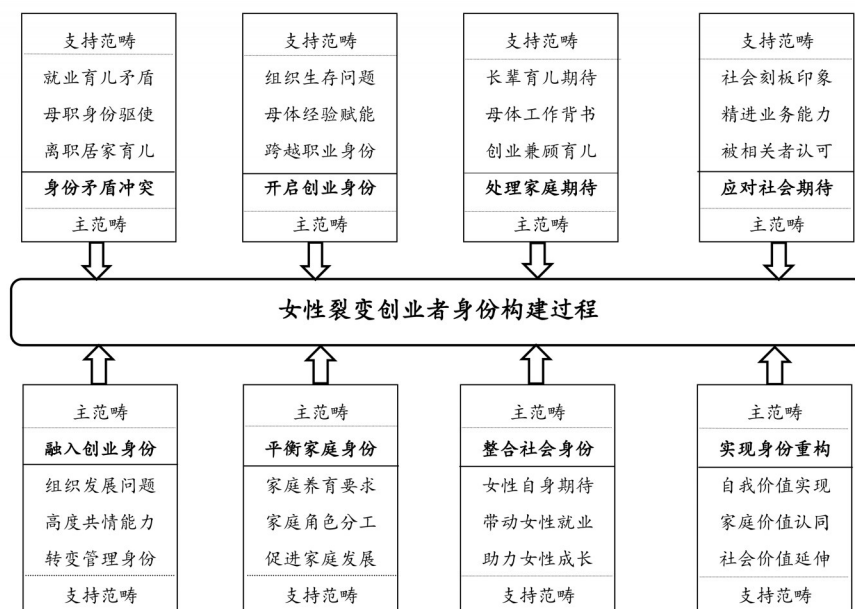 支持范畴
就业育儿矛盾
母职身份驱使
离职居家育儿
身份矛盾冲突
主范畴
支持范畴
组织生存问题
母体经验赋能
跨越职业身份
开启创业身份
主范畴
支持范畴
长辈育儿期待
母体工作背书
创业兼顾育儿
处理家庭期待
主范畴
支持范畴
社会刻板印象
精进业务能力
被相关者认可
应对社会期待
主范畴
女性裂变创业者身份构建过程
主范畴
融入创业身份
组织发展问题
高度共情能力
转变管理身份
支持范畴
主范畴
平衡家庭身份
家庭养育要求
家庭角色分工
促进家庭发展
支持范畴
主范畴
整合社会身份
女性自身期待
带动女性就业
助力女性成长
支持范畴
主范畴
实现身份重构
自我价值实现
家庭价值认同
社会价值延伸
支持范畴